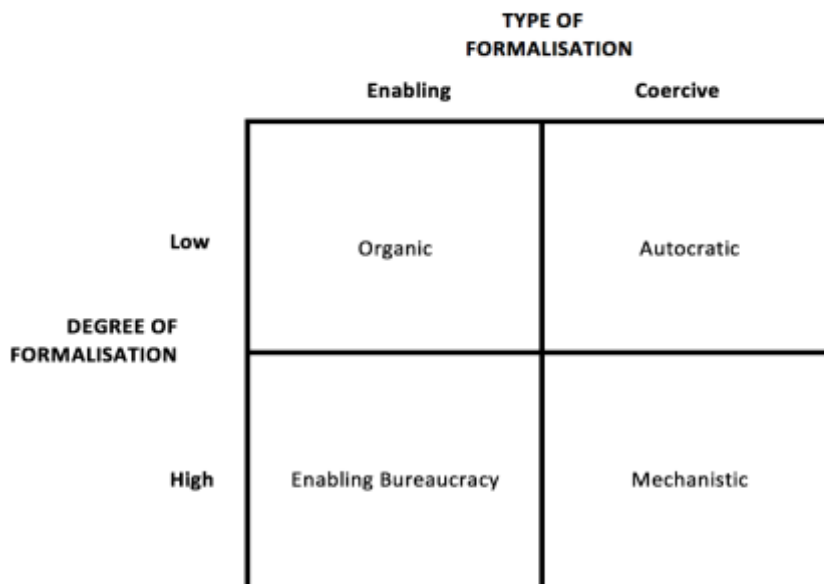 TYPE OF
FORMALISATION
Enabling Coercive
Low Organic Autocratic
DEGREE OF
FORMALISATION
High Enabling Bureaucracy Mechanistic